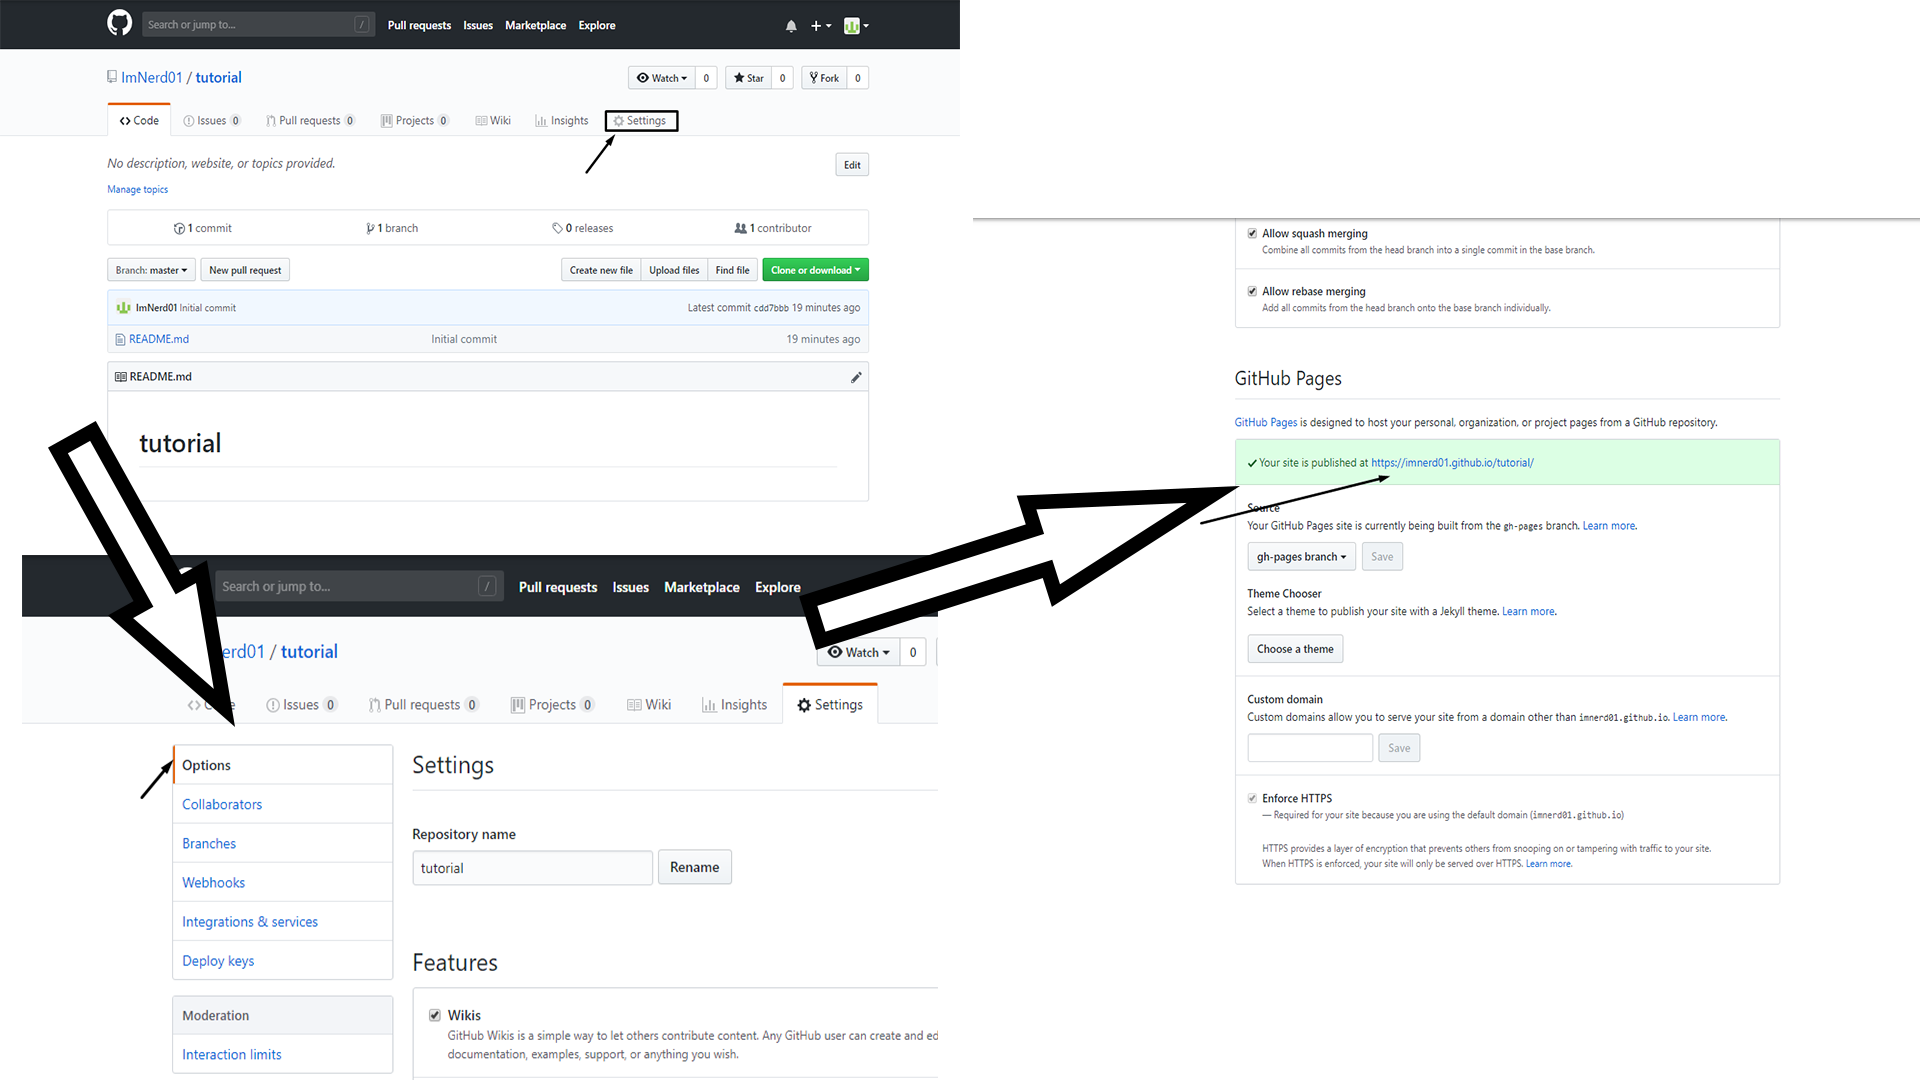 Search or jump to... / Pull requests Issues Marketplace Explore
ImNerd01 / tutorial
Watch 0 Star 0 Fork 0
Code Issues 0 Pull requests 0 Projects 0 Wiki Insights Settings
No description, website, or topics provided. Edit
Manage topics
1 commit 1 branch 0 releases 1 contributor
Branch: master New pull request Create new file Upload files Find file Clone or download
ImNerd01 Initial commit Latest commit cdd7bbb 19 minutes ago
README.md Initial commit 19 minutes ago
README.md
tutorial
Search or jump to... / Pull requests Issues Marketplace Explore
erd01 / tutorial
Watch 0
Issues 0 Pull requests 0 Projects 0 Wiki Insights Settings
Options
Collaborators
Branches
Webhooks
Integrations & services
Deploy keys
Moderation
Interaction limits
Settings
Repository name
tutorial Rename
Features
Wikis
GitHub Wikis is a simple way to let others contribute content. Any GitHub user can create and ed
documentation, examples, support, or anything you wish.
Allow squash merging
Combine all commits from the head branch into a single commit in the base branch.
Allow rebase merging
Add all commits from the head branch onto the base branch individually.
GitHub Pages
GitHub Pages is designed to host your personal, organization, or project pages from a GitHub repository.
Your site is published at https://imnerd01.github.io/tutorial/
Source
Your GitHub Pages site is currently being built from the gh-pages branch. Learn more.
gh-pages branch Save
Theme Chooser
Select a theme to publish your site with a Jekyll theme. Learn more.
Choose a theme
Custom domain
Custom domains allow you to serve your site from a domain other than imnerd01.github.io. Learn more.
Save
Enforce HTTPS
— Required for your site because you are using the default domain (imnerd01.github.io)
HTTPS provides a layer of encryption that prevents others from snooping on or tampering with traffic to your site.
When HTTPS is enforced, your site will only be served over HTTPS. Learn more.